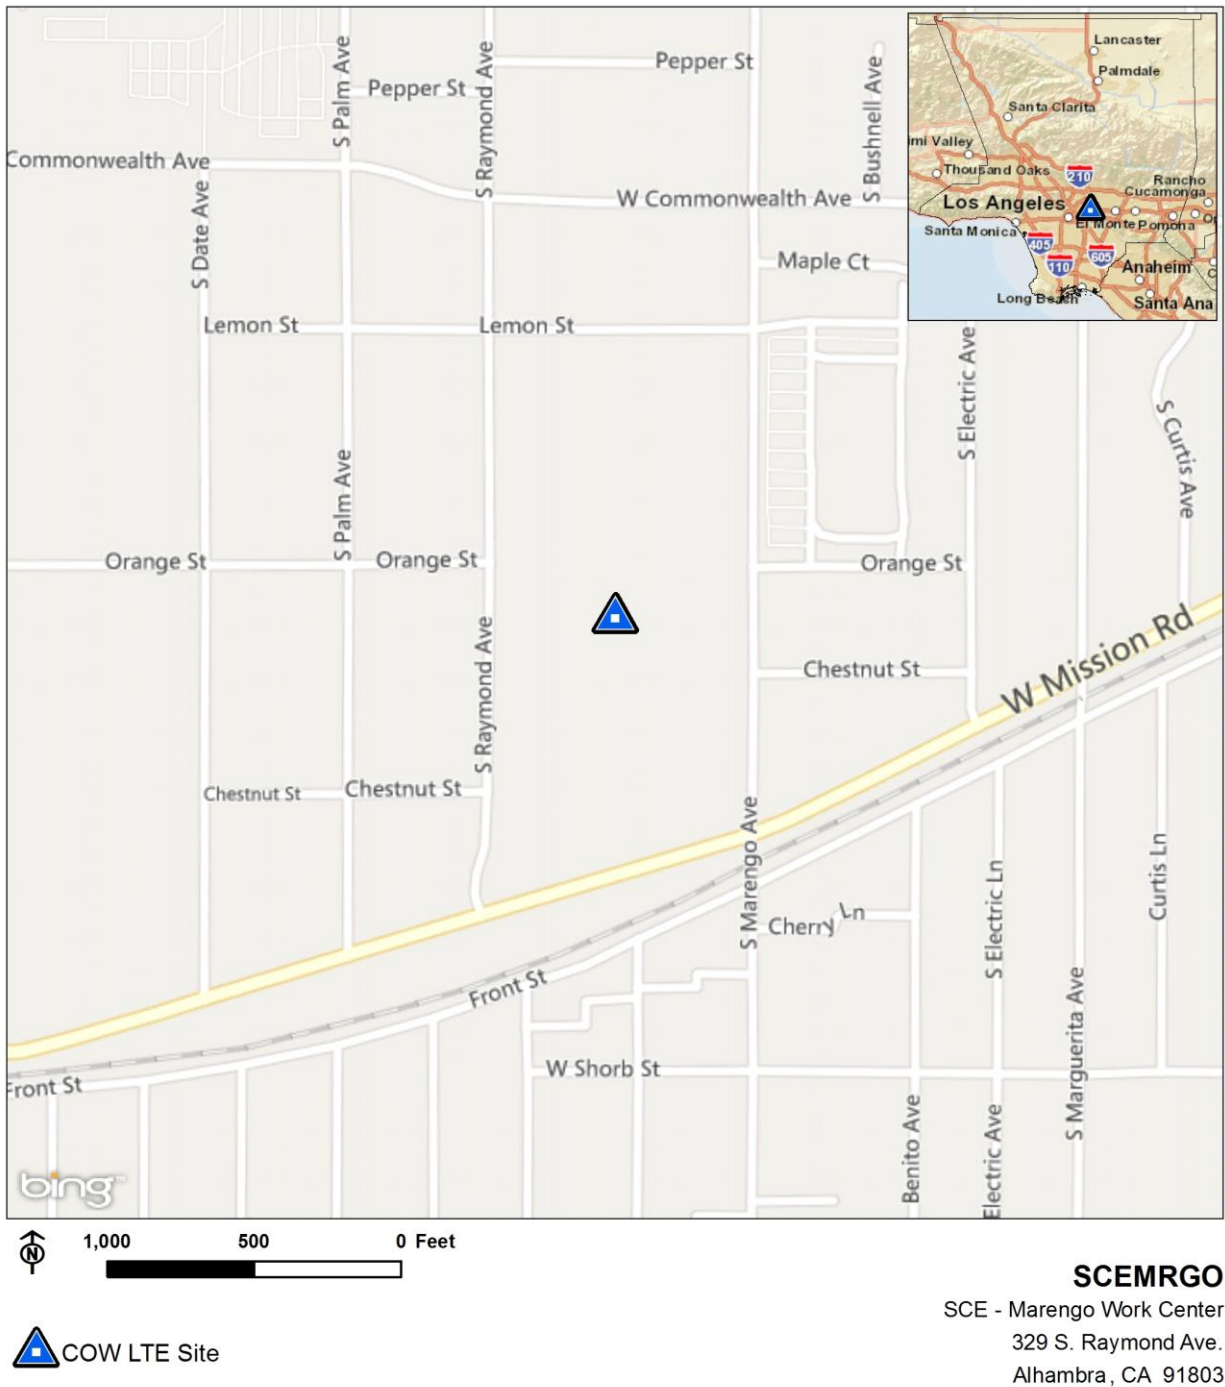 S Palm Ave
S Raymond Ave
Pepper St
Pepper St
S Bushnell Ave
Commonwealth Ave
W Commonwealth Ave
S Date Ave
Maple Ct
Lemon St
Lemon St
S Electric Ave
S Curtis Ave
S Palm Ave
Orange St
Orange St
Orange St
S Raymond Ave
Chestnut St
W Mission Rd
Chestnut St
Chestnut St
S Marengo Ave
Cherry Ln
S Electric Ln
Curtis Ln
Front St
S Marguerita Ave
W Shorb St
Front St
Benito Ave
Electric Ave
bing™
Lancaster
Palmdale
Santa Clarita
imi Valley
Thousand Oaks
210
Rancho
Cucamonga
Los Angeles
El Monte
Pomona
Santa Monica
405
110
605
Anaheim
Long Beach
Santa Ana
N
1,000 500 0 Feet
COW LTE Site
SCEMRGO
SCE - Marengo Work Center
329 S. Raymond Ave.
Alhambra, CA 91803